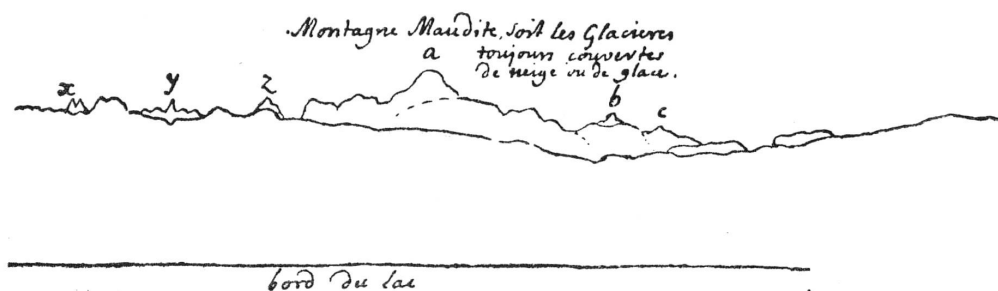 Montagne Maudite, soit les Glacieres
toujours couvertes
de neige ou de glace.
a
x
y
z
b
c
bord du lac